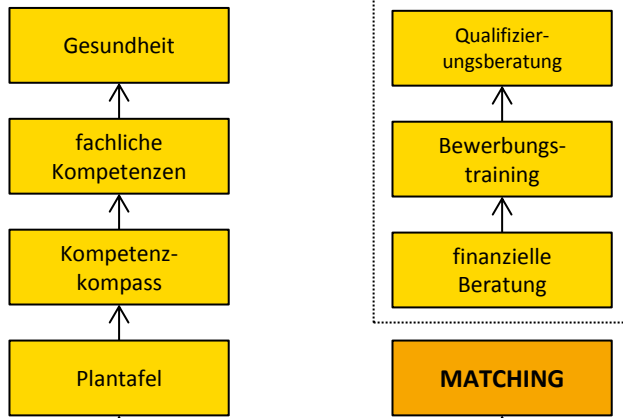 Gesundheit
fachliche
Kompetenzen
Kompetenz-
kompass
Plantafel
Qualifizier-
ungsberatung
Bewerbungs-
training
finanzielle
Beratung
MATCHING